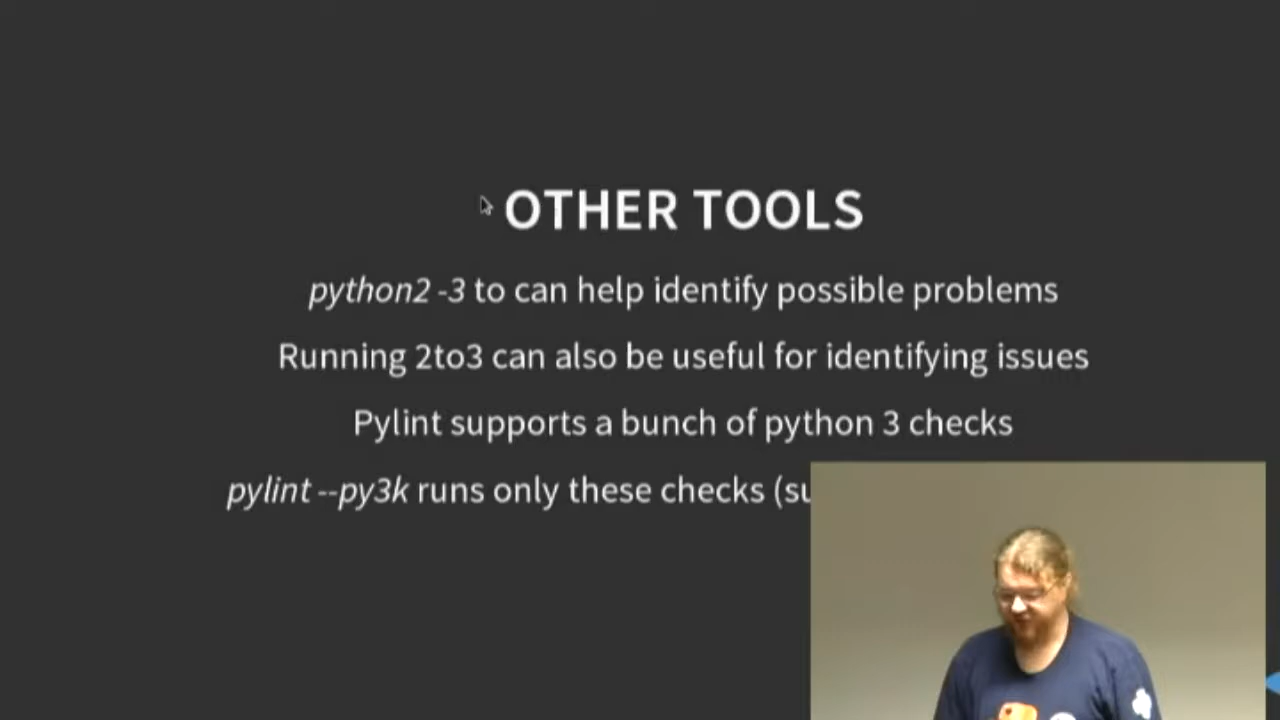 OTHER TOOLS
python2 -3 to can help identify possible problems
Running 2to3 can also be useful for identifying issues
Pylint supports a bunch of python 3 checks
pylint --py3k runs only these checks